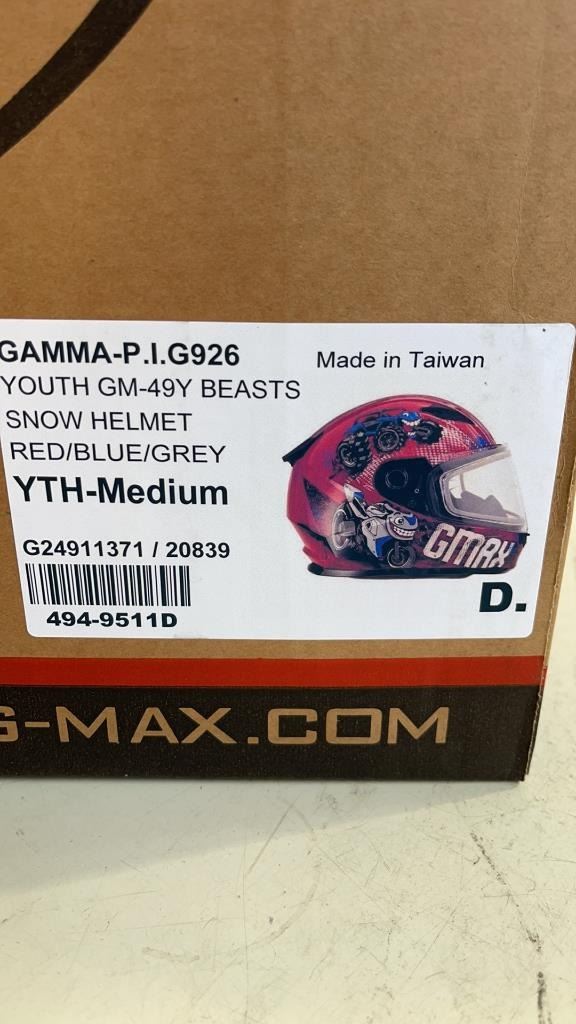 GAMMA-P.I.G926
Made in Taiwan
YOUTH GM-49Y BEASTS
SNOW HELMET
RED/BLUE/GREY
YTH-Medium
GMAX
G24911371 / 20839
D.
494-9511D
G-MAX.COM